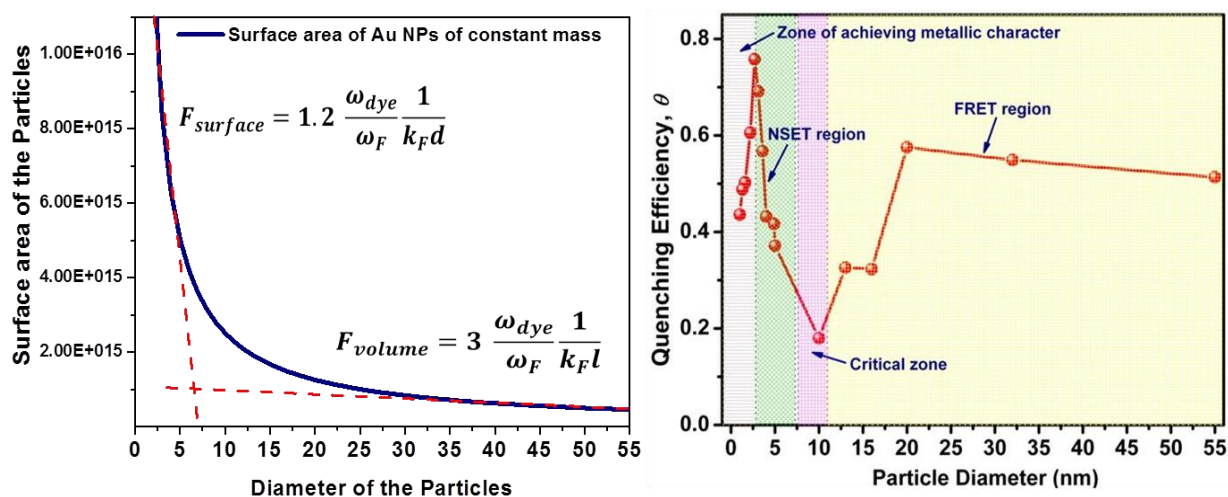 Surface area of Au NPs of constant mass
F_surface = 1.2 ω_dye/ω_F 1/k_F d
F_volume = 3 ω_dye/ω_F 1/k_F l
Surface area of the Particles
1.00E+016
8.00E+015
6.00E+015
4.00E+015
2.00E+015
0 5 10 15 20 25 30 35 40 45 50 55
Diameter of the Particles
Zone of achieving metallic character
NSET region
FRET region
Critical zone
Quenching Efficiency, θ
0.8
0.6
0.4
0.2
0.0
0 5 10 15 20 25 30 35 40 45 50 55
Particle Diameter (nm)